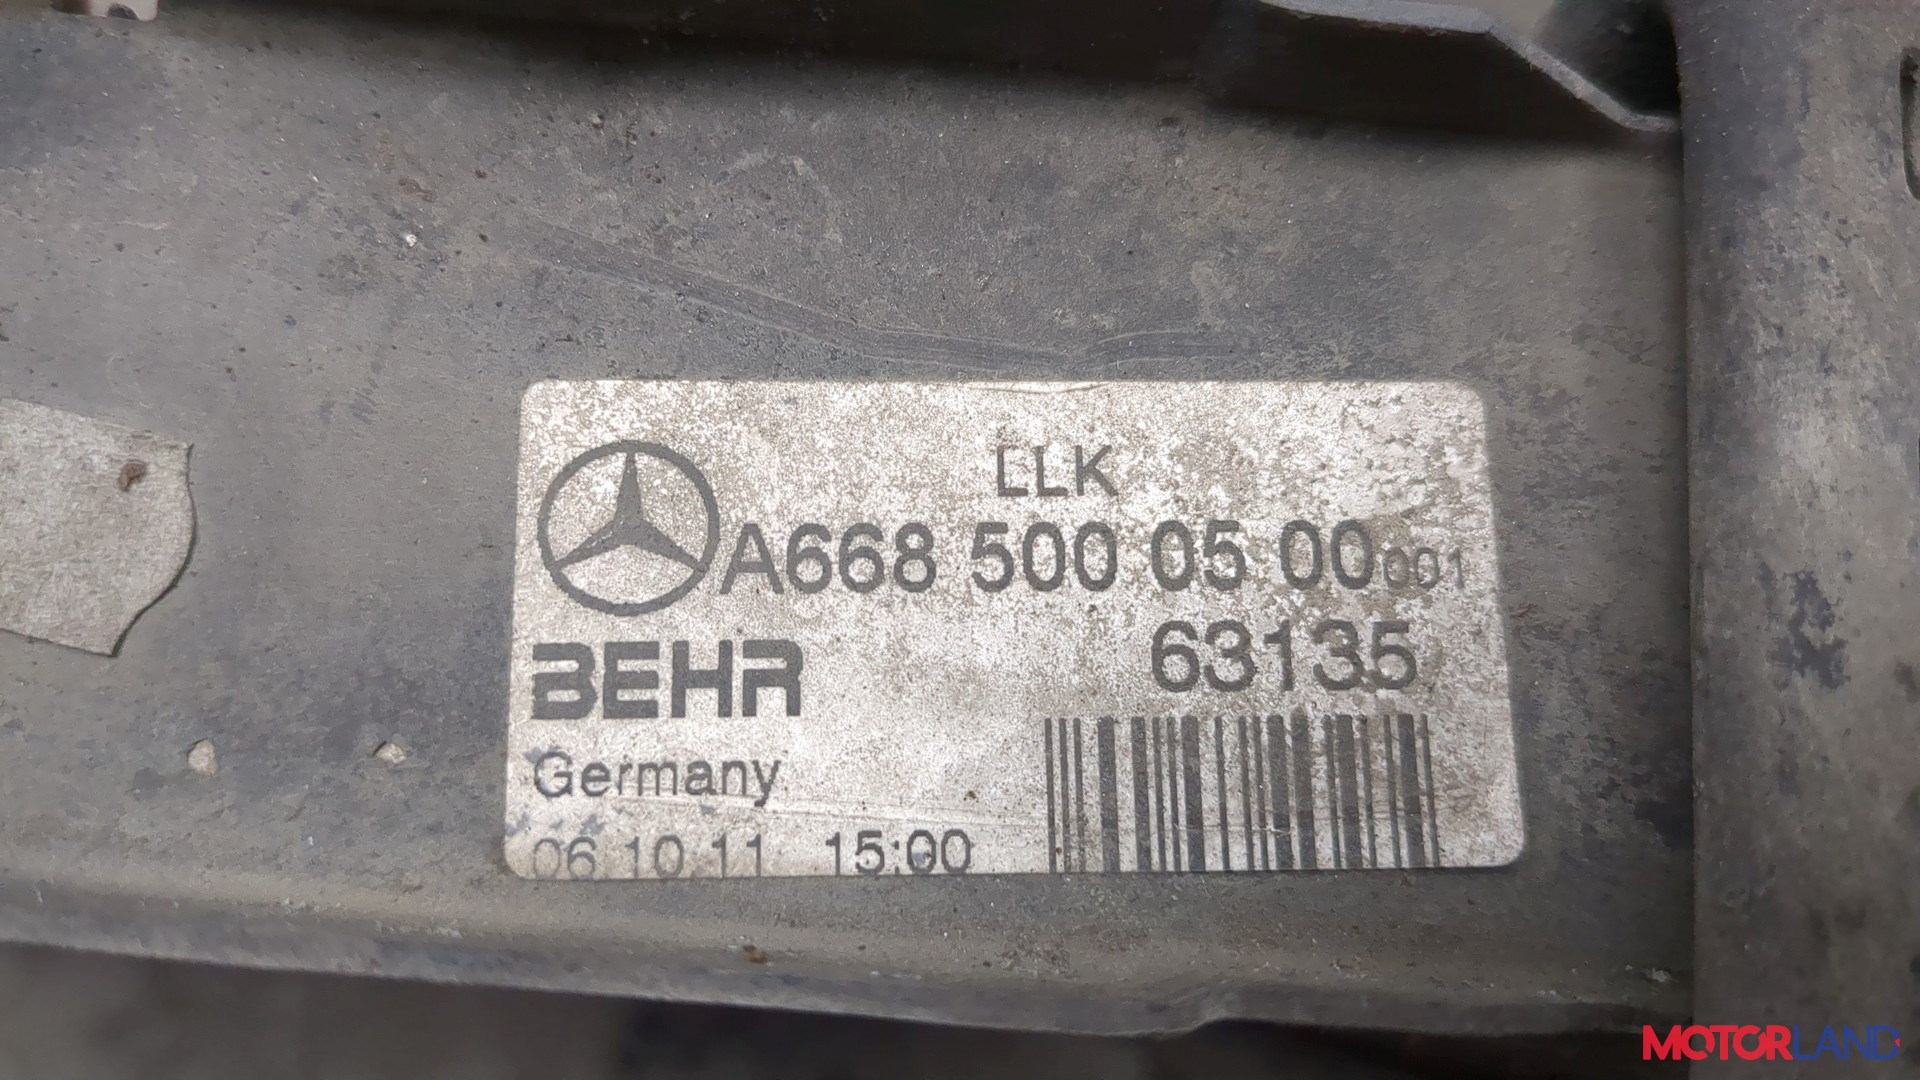 LLK
A668 500 05 00 001
63135
BEHR
Germany
06.10.11 15:00
MOTORLAND